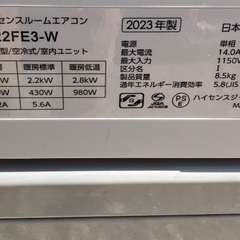 センスルームエアコン
22FE3-W
型/空冷式/室内ユニット
2023年製
日本
暖房標準 暖房低温
2.2kW 2.8kW
W 430W 980W
2A 5.6A
電源 単相
最大電流 14.0A
最大電力 1150W
区分 I
製品質量 8.5kg
通年エネルギー消費効率 5.8(JIS
PS
E
ハイセンスジャ